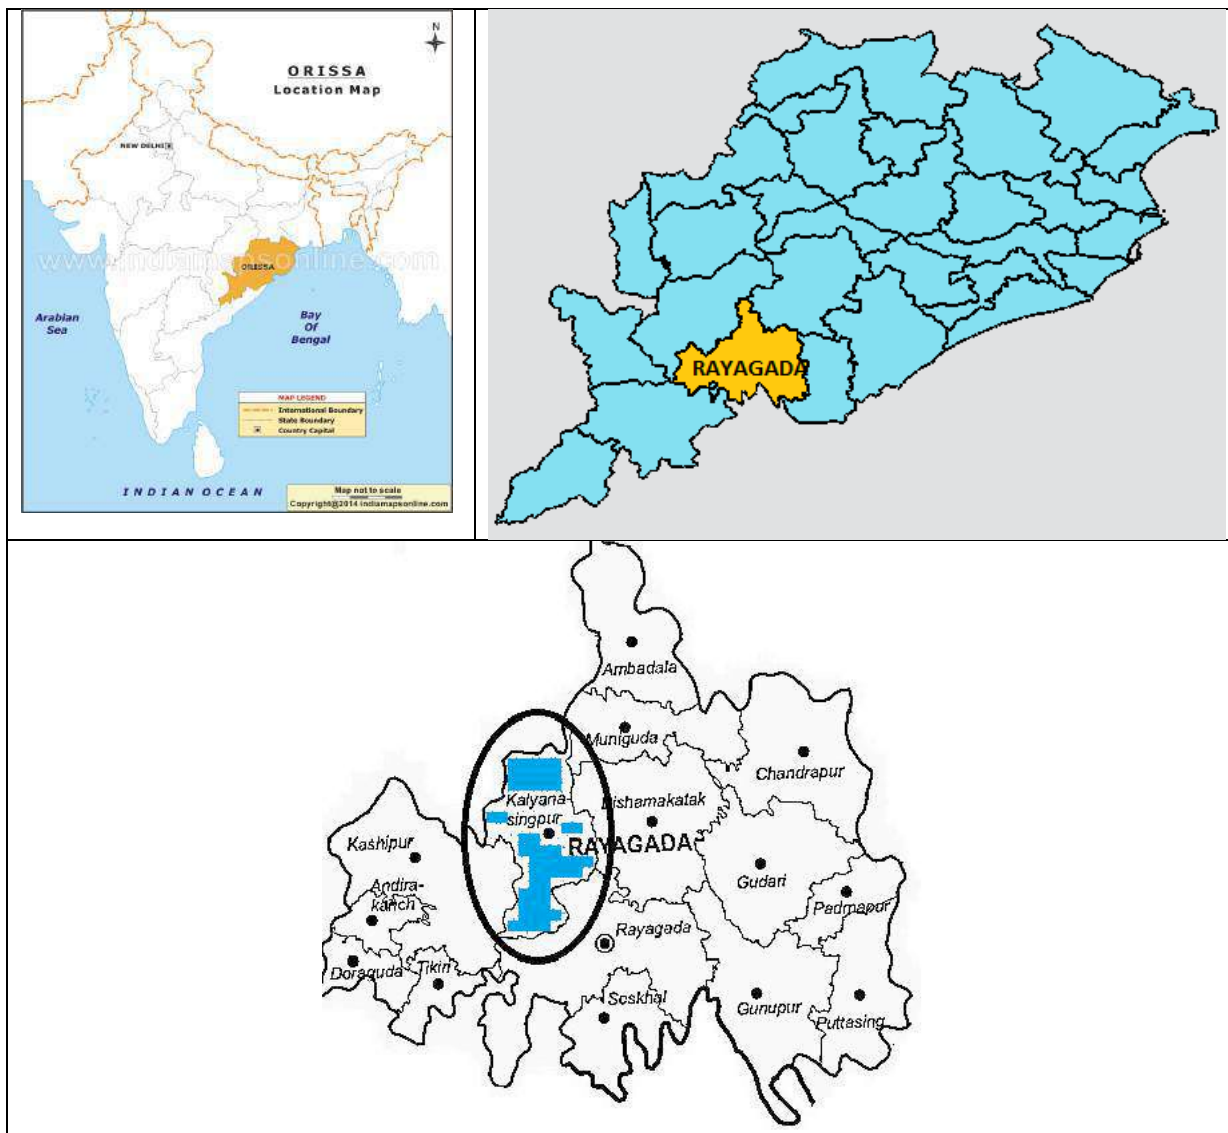 N
ORISSA
Location Map
NEW DELHI
www.indiamapsonline.com
ORISSA
Arabian
Sea
Bay
Of
Bengal
MAP LEGEND
International Boundary
State Boundary
Country Capital
INDIAN OCEAN
Map not to scale
Copyright@2014 indiamapsonline.com
RAYAGADA
Ambadala
Muniguda
Chandrapur
Kalyana-
singpur
Bishamakatak
RAYAGADA
Kashipur
Andira-
kanch
Gudari
Padmapur
Rayagada
Doraguda
Tikiri
Seskhal
Gunupur
Puttasing